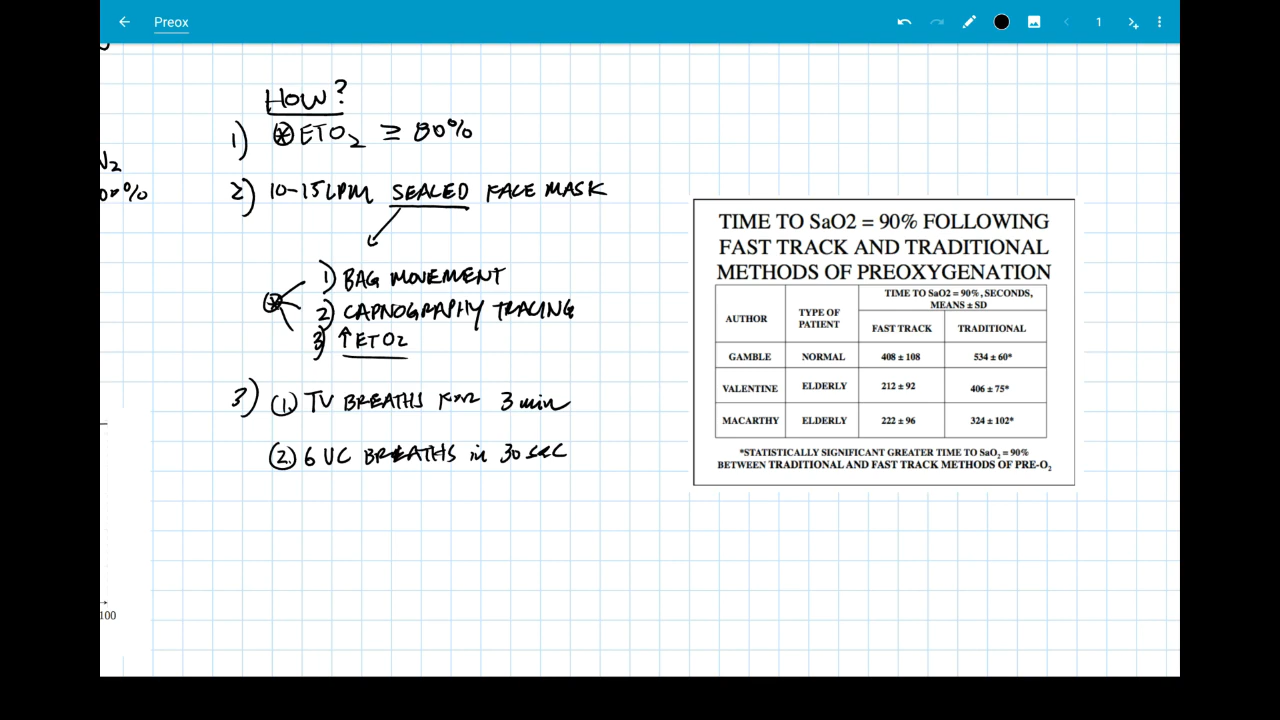 Preox
1
HOW?
1) ⊛ ETO2 ≥ 80%
2) 10-15 LPM SEALED FACE MASK
1) BAG MOVEMENT
2) CAPNOGRAPHY TRACING
3) ↑ ETO2
3) (1.) TV BREATHS FOR 3 min
(2.) 6 VC BREATHS in 30 sec
N2
00%
100
TIME TO SaO2 = 90% FOLLOWING
FAST TRACK AND TRADITIONAL
METHODS OF PREOXYGENATION
AUTHOR TYPE OF PATIENT TIME TO SaO2 = 90%, SECONDS, MEANS ± SD
FAST TRACK TRADITIONAL
GAMBLE NORMAL 408 ± 108 534 ± 60*
VALENTINE ELDERLY 212 ± 92 406 ± 75*
MACARTHY ELDERLY 222 ± 96 324 ± 102*
*STATISTICALLY SIGNIFICANT GREATER TIME TO SaO2 = 90%
BETWEEN TRADITIONAL AND FAST TRACK METHODS OF PRE-O2